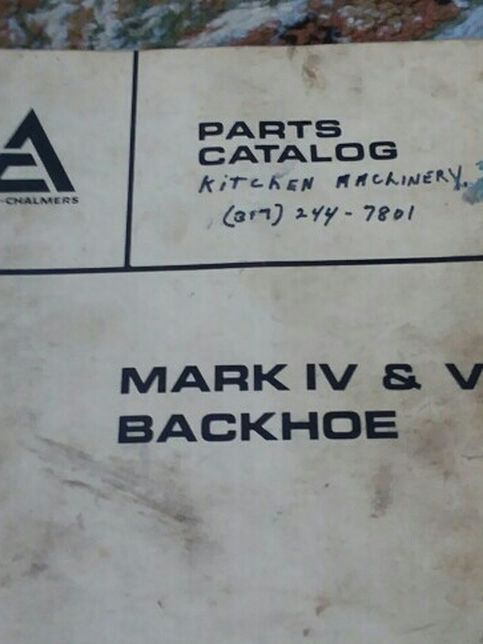 PARTS
CATALOG
KITCHEN MACHINERY.
(317) 244-7801
-CHALMERS
MARK IV & V
BACKHOE